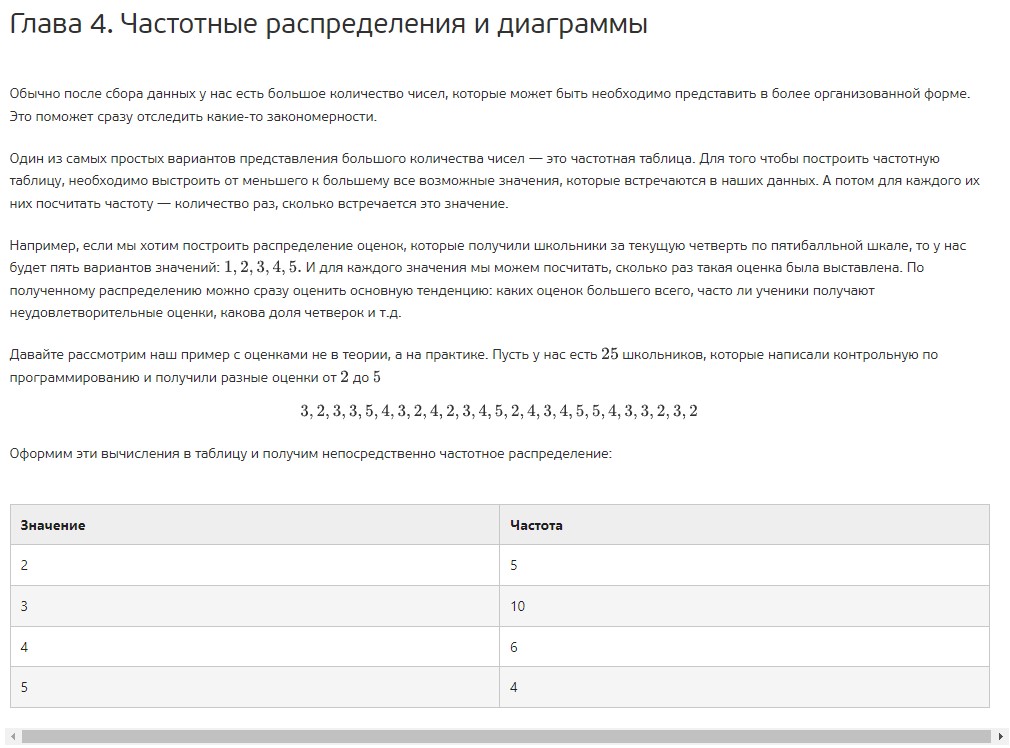 Глава 4. Частотные распределения и диаграммы
Обычно после сбора данных у нас есть большое количество чисел, которые может быть необходимо представить в более организованной форме.
Это поможет сразу отследить какие-то закономерности.
Один из самых простых вариантов представления большого количества чисел — это частотная таблица. Для того чтобы построить частотную
таблицу, необходимо выстроить от меньшего к большему все возможные значения, которые встречаются в наших данных. А потом для каждого их
них посчитать частоту — количество раз, сколько встречается это значение.
Например, если мы хотим построить распределение оценок, которые получили школьники за текущую четверть по пятибалльной шкале, то у нас
будет пять вариантов значений: 1, 2, 3, 4, 5. И для каждого значения мы можем посчитать, сколько раз такая оценка была выставлена. По
полученному распределению можно сразу оценить основную тенденцию: каких оценок большего всего, часто ли ученики получают
неудовлетворительные оценки, какова доля четверок и т.д.
Давайте рассмотрим наш пример с оценками не в теории, а на практике. Пусть у нас есть 25 школьников, которые написали контрольную по
программированию и получили разные оценки от 2 до 5
3, 2, 3, 3, 5, 4, 3, 2, 4, 2, 3, 4, 5, 2, 4, 3, 4, 5, 5, 4, 3, 3, 2, 3, 2
Оформим эти вычисления в таблицу и получим непосредственно частотное распределение:
Значение Частота
2 5
3 10
4 6
5 4